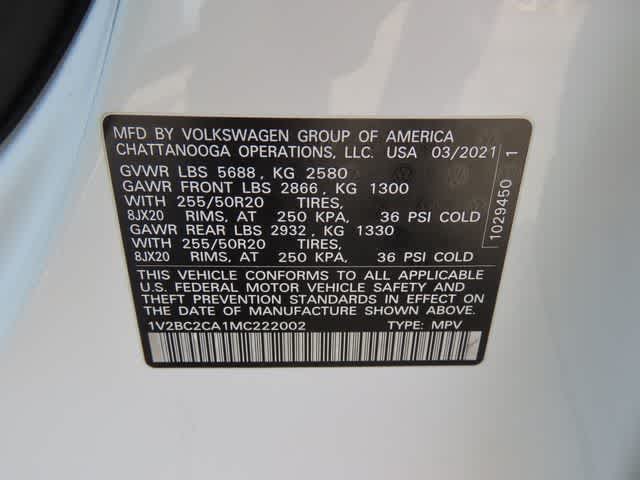 MFD BY VOLKSWAGEN GROUP OF AMERICA
CHATTANOOGA OPERATIONS, LLC. USA 03/2021
GVWR LBS 5688, KG 2580
GAWR FRONT LBS 2866, KG 1300
WITH 255/50R20 TIRES,
8JX20 RIMS, AT 250 KPA, 36 PSI COLD
GAWR REAR LBS 2932, KG 1330
WITH 255/50R20 TIRES,
8JX20 RIMS, AT 250 KPA, 36 PSI COLD
THIS VEHICLE CONFORMS TO ALL APPLICABLE
U.S. FEDERAL MOTOR VEHICLE SAFETY AND
THEFT PREVENTION STANDARDS IN EFFECT ON
THE DATE OF MANUFACTURE SHOWN ABOVE.
1V2BC2CA1MC222002 TYPE: MPV
1029450 1